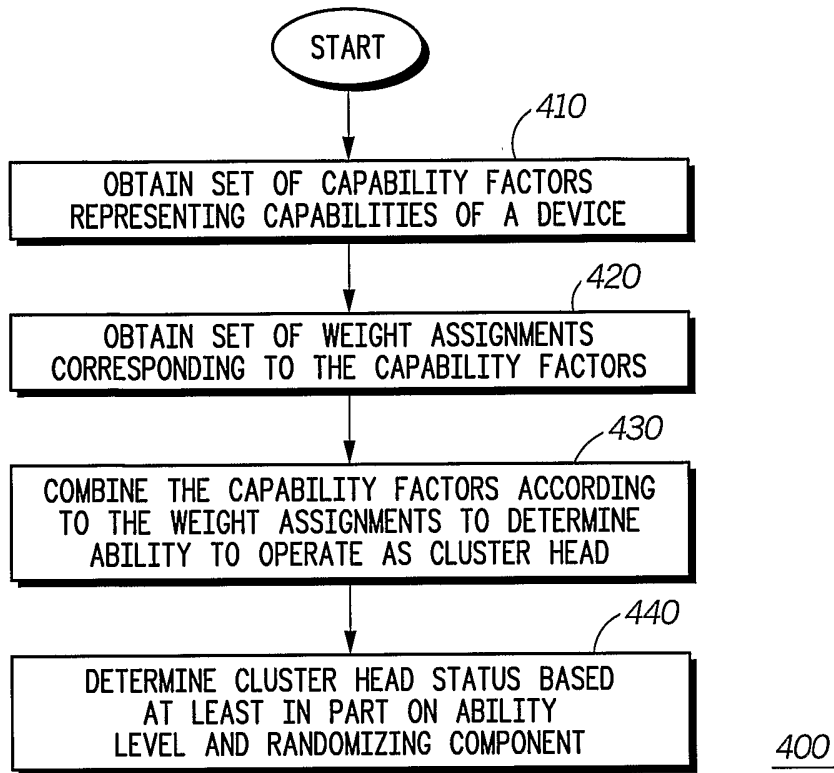 START
410
OBTAIN SET OF CAPABILITY FACTORS
REPRESENTING CAPABILITIES OF A DEVICE
420
OBTAIN SET OF WEIGHT ASSIGNMENTS
CORRESPONDING TO THE CAPABILITY FACTORS
430
COMBINE THE CAPABILITY FACTORS ACCORDING
TO THE WEIGHT ASSIGNMENTS TO DETERMINE
ABILITY TO OPERATE AS CLUSTER HEAD
440
DETERMINE CLUSTER HEAD STATUS BASED
AT LEAST IN PART ON ABILITY
LEVEL AND RANDOMIZING COMPONENT
400